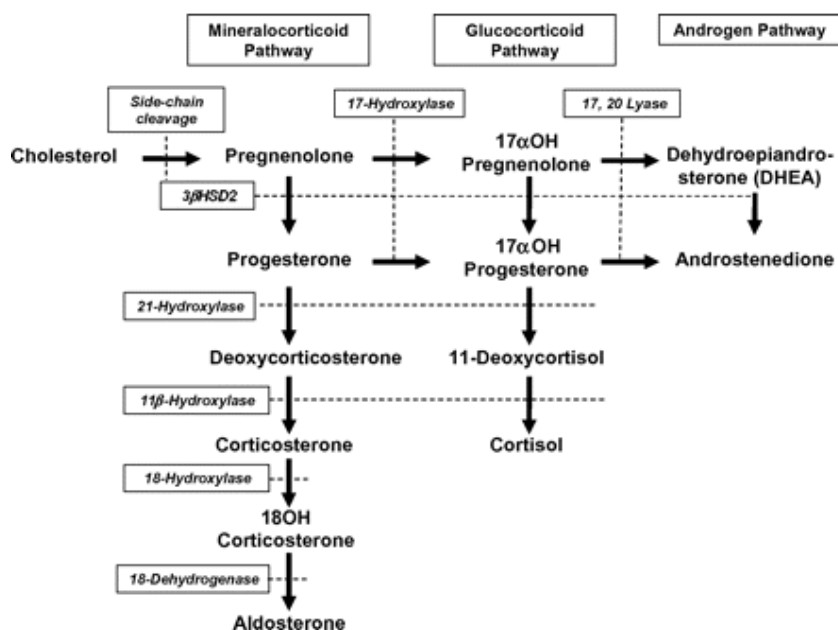 Mineralocorticoid
Pathway
Glucocorticoid
Pathway
Androgen Pathway
Side-chain
cleavage
17-Hydroxylase
17, 20 Lyase
Cholesterol
Pregnenolone
17αOH
Pregnenolone
Dehydroepiandro-
sterone (DHEA)
3βHSD2
Progesterone
17αOH
Progesterone
Androstenedione
21-Hydroxylase
Deoxycorticosterone
11-Deoxycortisol
11β-Hydroxylase
Corticosterone
Cortisol
18-Hydroxylase
18OH
Corticosterone
18-Dehydrogenase
Aldosterone